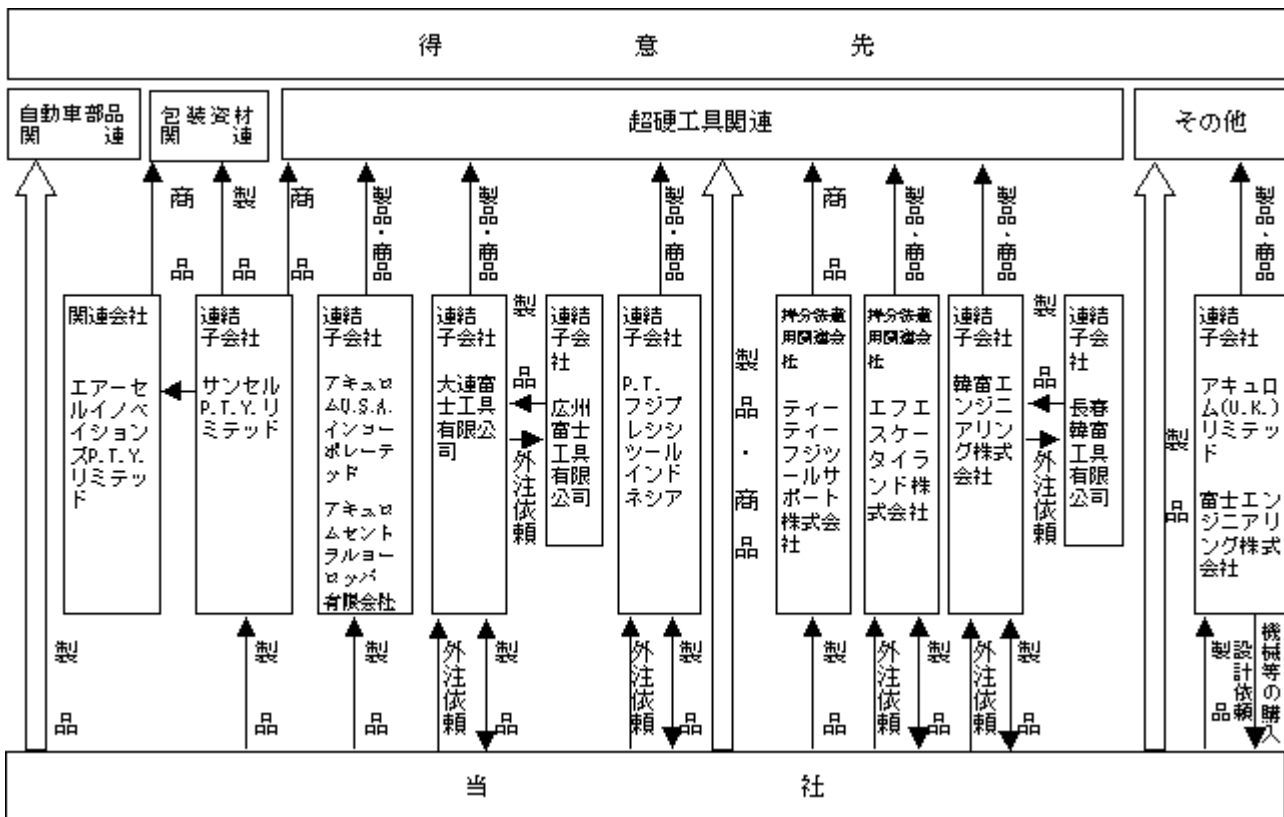 得意先
自動車部品
関連
包装資材
関連
超硬工具関連
その他
商品
製品
商品
製品・商品
製品・商品
製品・商品
商品
製品・商品
製品・商品
製品・商品
関連会社
エアーセ
ルイノベ
イション
ズP.T.Y.
リミテッ
ド
連結
子会社
サンセル
P.T.Y.リ
ミテッド
連結
子会社
アキュロ
ムU.S.A.
インコー
ポレーテ
ッド
アキュロ
ムセント
ラルヨー
ロッパ
有限会社
連結
子会社
大連富
士工具
有限公
司
製品
外注依頼
連結
子会社
広州
富士
工具
有限
公司
連結
子会社
P.T.
フジプ
レシシ
ツール
インド
ネシア
製品・商品
持分法適
用関連会
社
ティー
ティー
フジツ
ールサ
ポート
株式会
社
持分法適
用関連会
社
エフエ
スケー
タイラ
ンド株
式会社
連結
子会社
韓富エ
ンジニ
アリン
グ株式
会社
製品
外注依頼
連結
子会社
長春
韓富
工具
有限
公司
製品
連結
子会社
アキュロ
ム(U.K.)
リミテッ
ド
富士エン
ジニアリ
ング株式
会社
製品
製品
製品
外注依頼
製品
外注依頼
製品
製品
外注依頼
製品
外注依頼
製品
製品
設計依頼
機械等の購入
当社